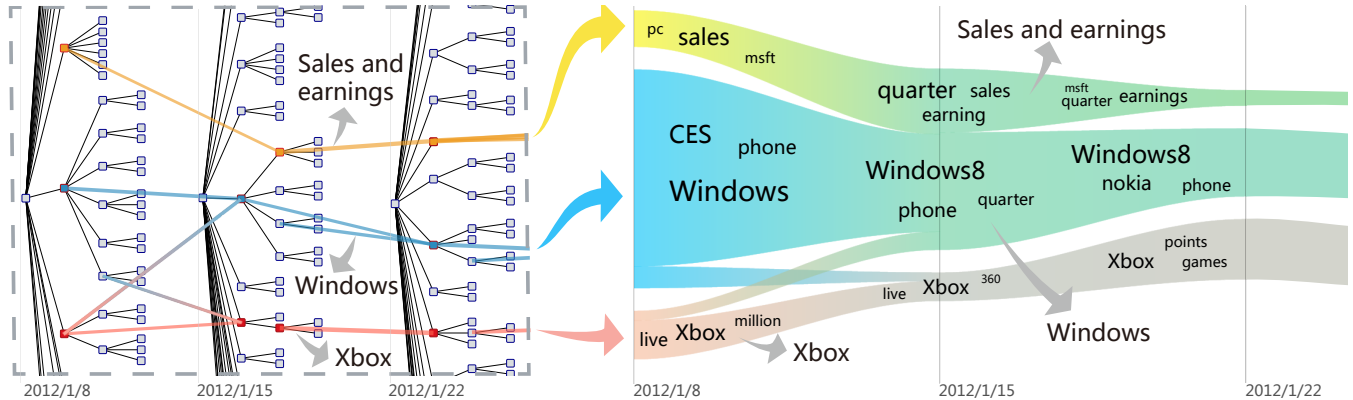 Sales and
earnings
Windows
Xbox
2012/1/8
2012/1/15
2012/1/22
pc
sales
msft
Sales and earnings
quarter
sales
earning
msft
quarter
earnings
CES
phone
Windows
Windows8
phone
quarter
Windows8
nokia
phone
points
Xbox
games
live
Xbox
360
live
Xbox
million
Xbox
Windows
2012/1/8
2012/1/15
2012/1/22